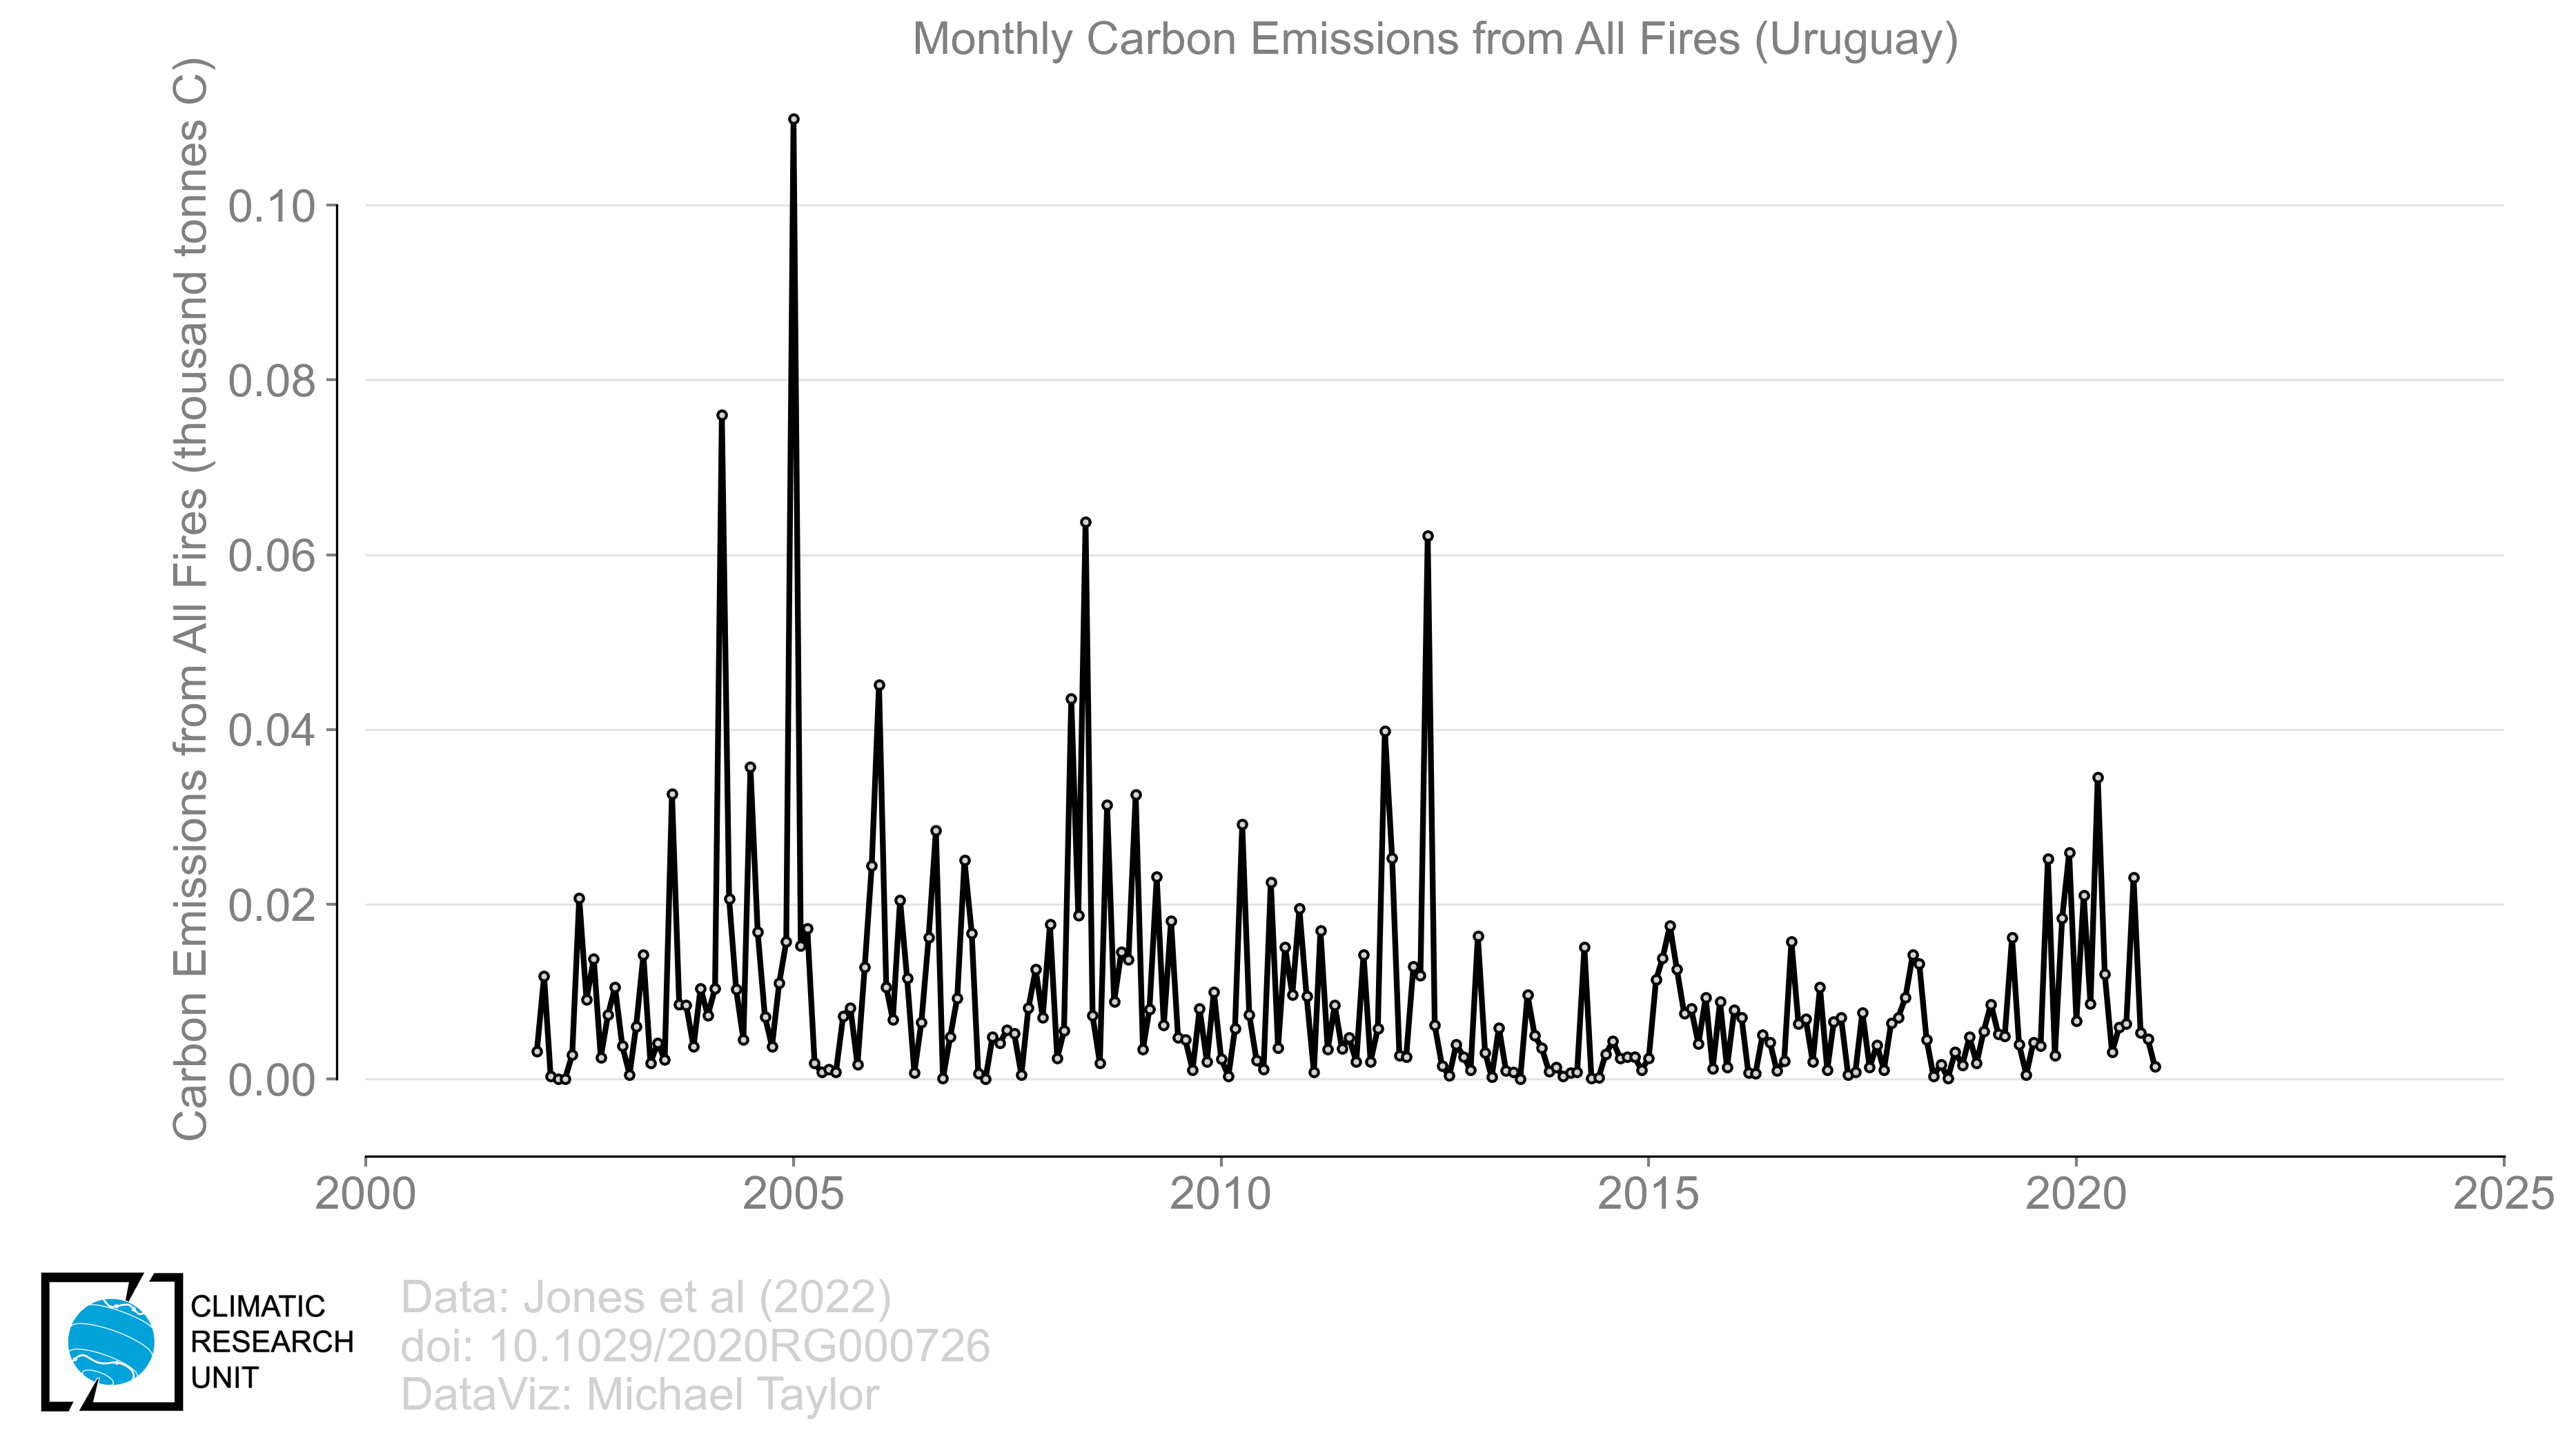 Monthly Carbon Emissions from All Fires (Uruguay)
Carbon Emissions from All Fires (thousand tonnes C)
0.10
0.08
0.06
0.04
0.02
0.00
2000
2005
2010
2015
2020
2025
CLIMATIC
RESEARCH
UNIT
Data: Jones et al (2022)
doi: 10.1029/2020RG000726
DataViz: Michael Taylor